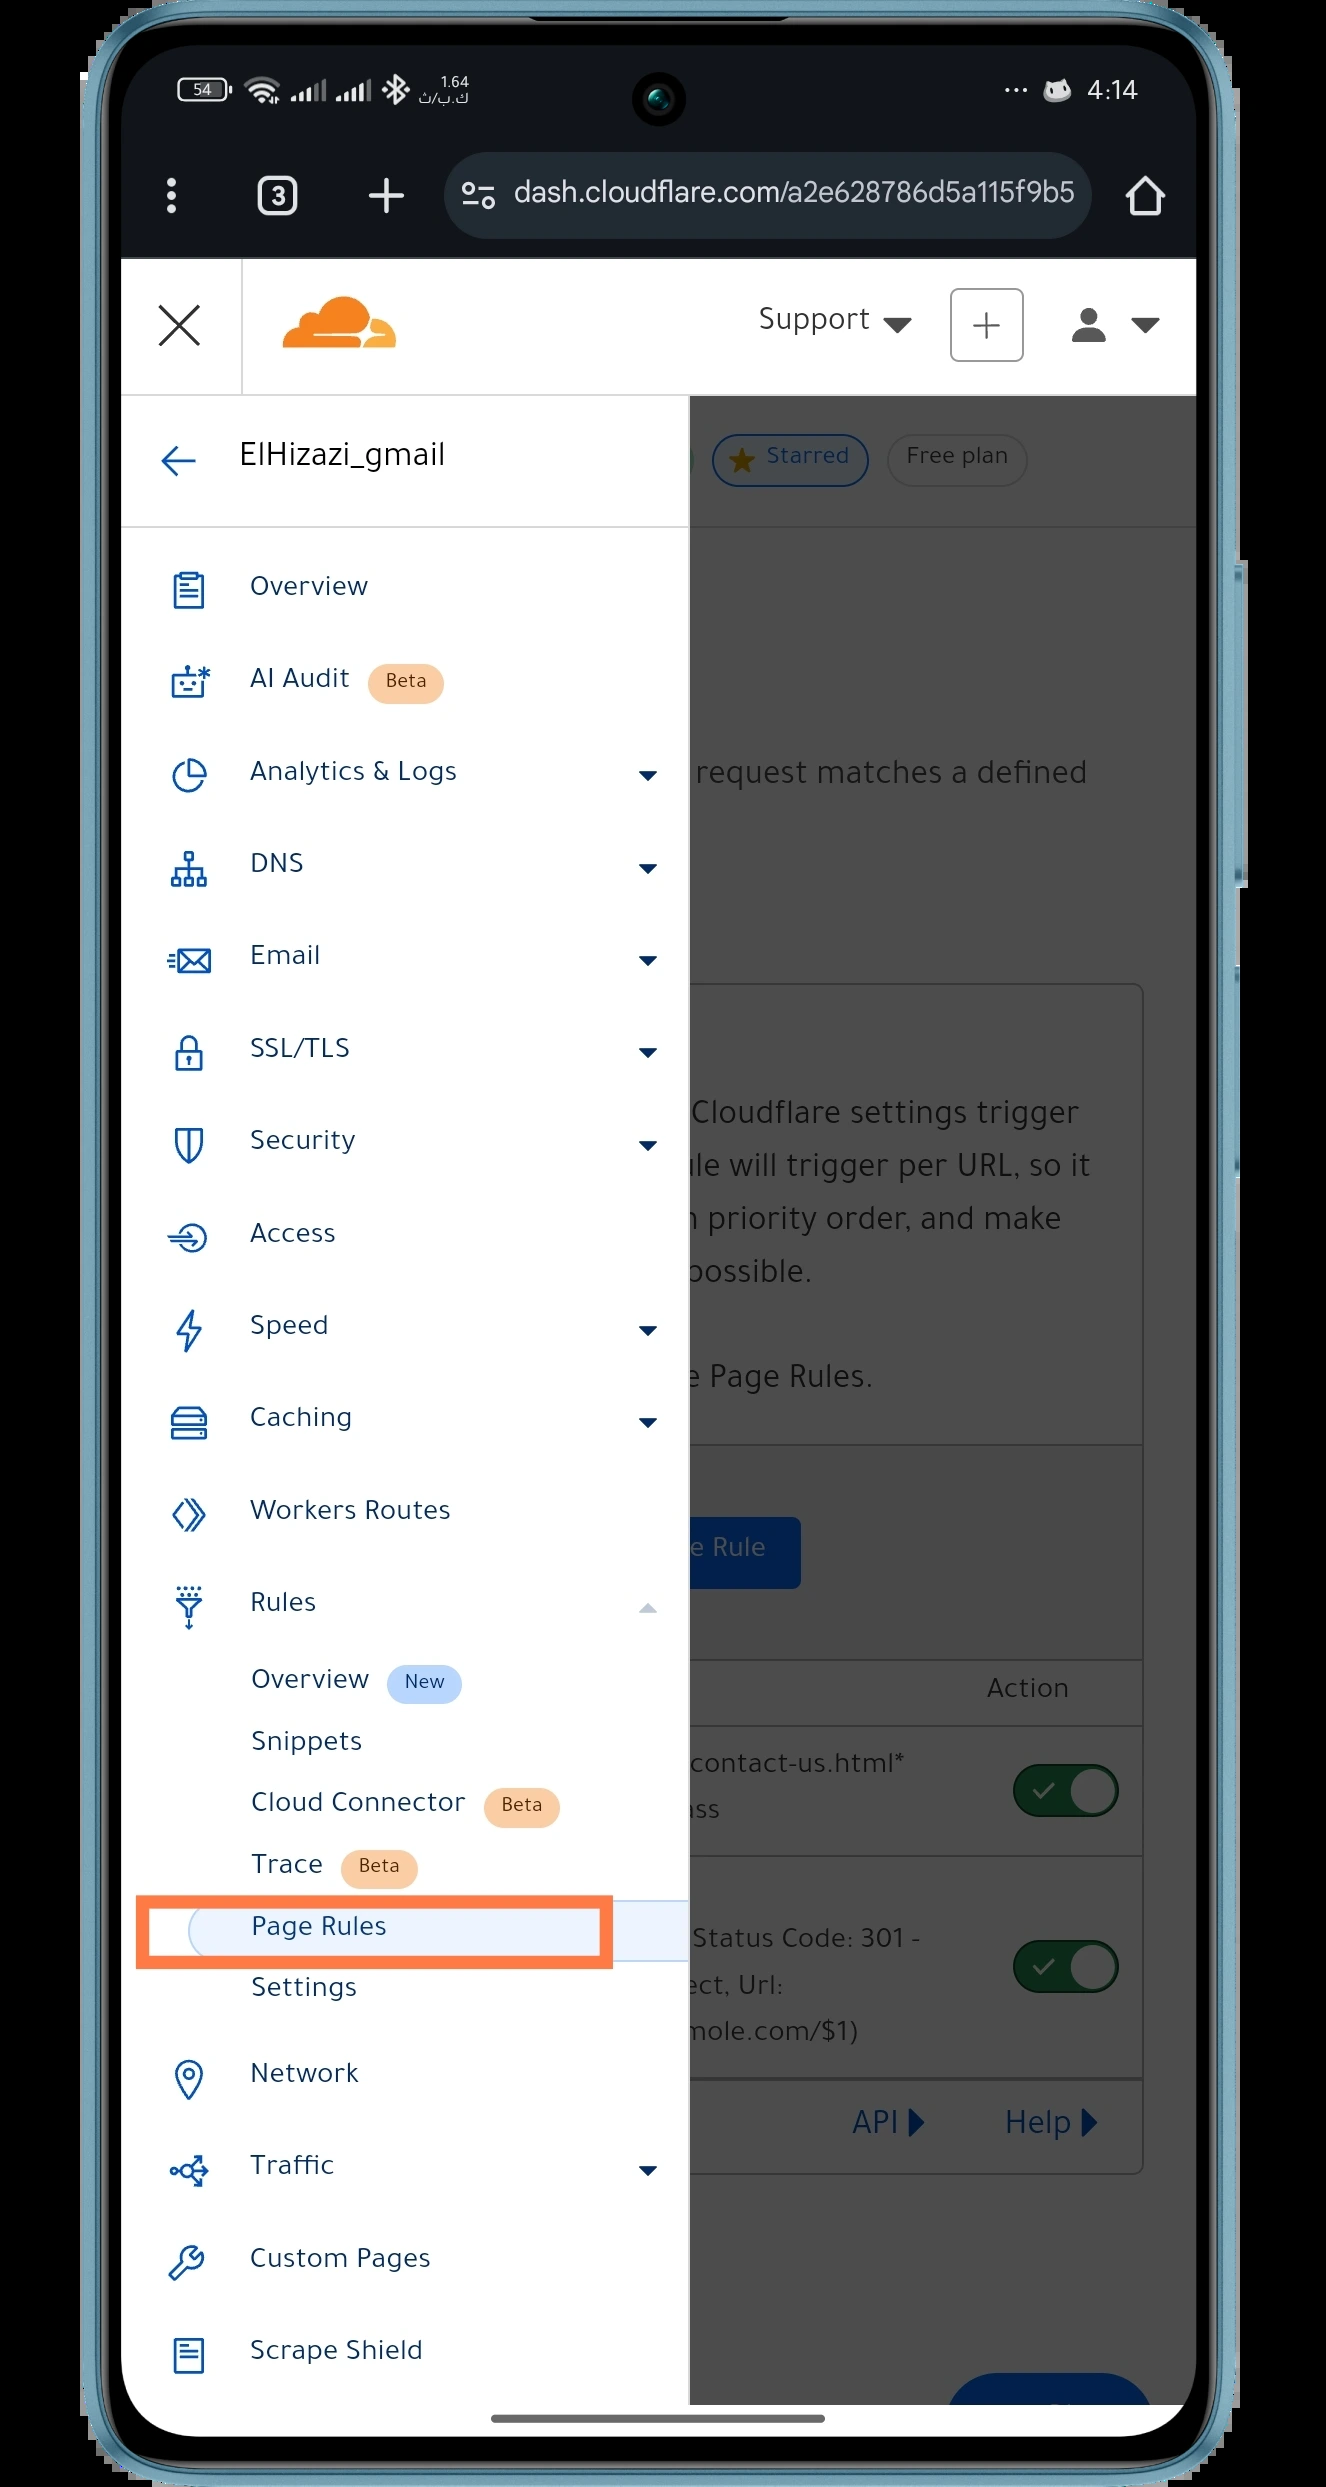 54
1.64
ك.ب/ث
4:14
3
dash.cloudflare.com/a2e628786d5a115f9b5
Support
ElHizazi_gmail
Starred
Free plan
Overview
AI Audit Beta
Analytics & Logs
request matches a defined
DNS
Email
SSL/TLS
Cloudflare settings trigger
Security
ule will trigger per URL, so it
n priority order, and make
Access
possible.
Speed
e Page Rules.
Caching
Workers Routes
e Rule
Rules
Overview New
Action
Snippets
contact-us.html*
Cloud Connector Beta
ass
Trace Beta
Page Rules
Status Code: 301 -
Settings
ect, Url:
mole.com/$1)
Network
API
Help
Traffic
Custom Pages
Scrape Shield